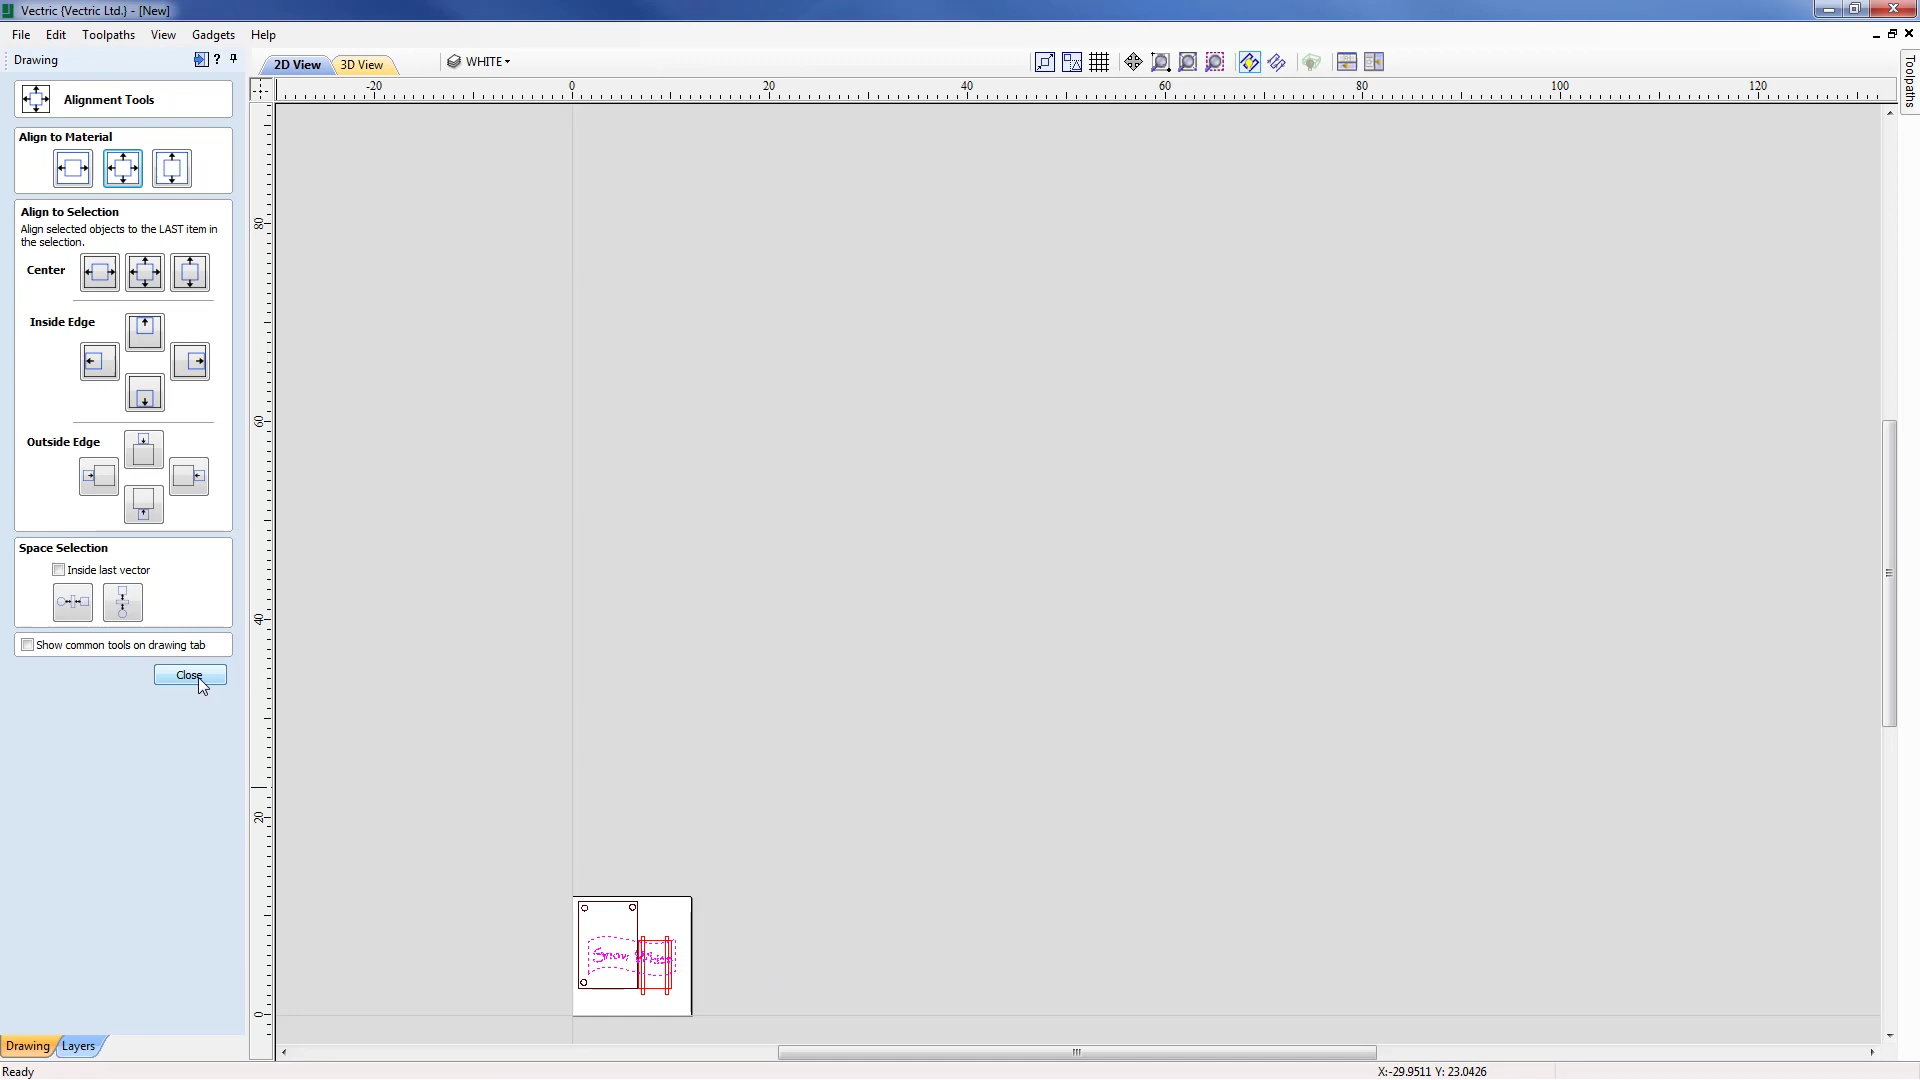 Vectric {Vectric Ltd.} - [New]
File Edit Toolpaths View Gadgets Help
Drawing ?
2D View 3D View WHITE
Toolpaths
Alignment Tools
-20 0 20 40 60 80 100 120
Align to Material
Align to Selection
Align selected objects to the LAST item in
the selection.
Center
Inside Edge
Outside Edge
Space Selection
Inside last vector
Show common tools on drawing tab
Close
80
60
40
20
0
Snow White
Drawing Layers
Ready X:-29.9511 Y: 23.0426